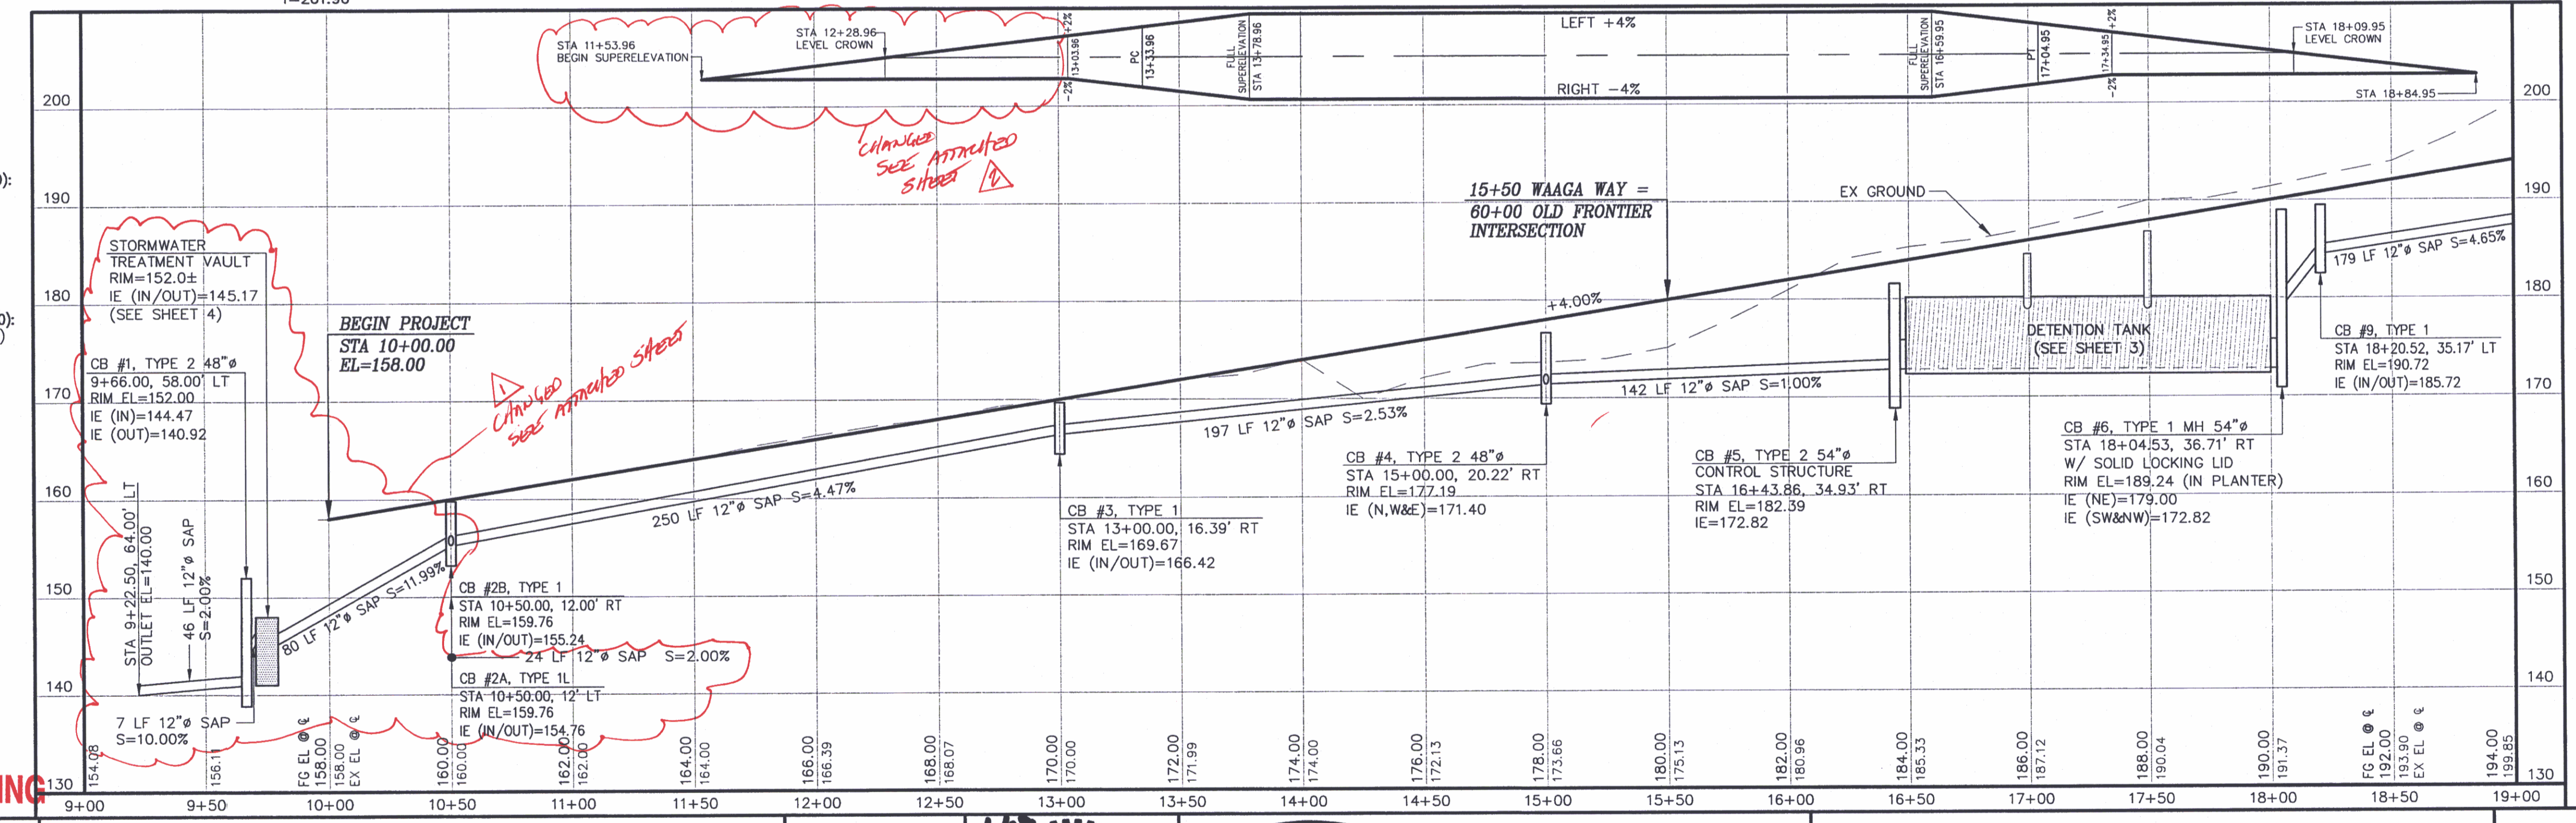 STA 11+53.96
BEGIN SUPERELEVATION
STA 12+28.96
LEVEL CROWN
+2%
13+03.96
-2%
PC
13+33.96
FULL
SUPERELEVATION
STA 13+78.96
LEFT +4%
RIGHT -4%
FULL
SUPERELEVATION
STA 16+59.95
PT
17+04.95
+2%
17+34.95
-2%
STA 18+09.95
LEVEL CROWN
STA 18+84.95
CHANGED
SEE ATTACHED
SHEET 2
200
190
180
170
160
150
140
130
200
190
180
170
160
150
140
130
STORMWATER
TREATMENT VAULT
RIM=152.0±
IE (IN/OUT)=145.17
(SEE SHEET 4)
CB #1, TYPE 2 48"ø
9+66.00, 58.00' LT
RIM EL=152.00
IE (IN)=144.47
IE (OUT)=140.92
BEGIN PROJECT
STA 10+00.00
EL=158.00
1
CHANGED
SEE ATTACHED SHEET
STA 9+22.50, 64.00' LT
OUTLET EL=140.00
46 LF 12"ø SAP
S=2.00%
7 LF 12"ø SAP
S=10.00%
80 LF 12"ø SAP S=11.99%
250 LF 12"ø SAP S=4.47%
CB #2B, TYPE 1
STA 10+50.00, 12.00' RT
RIM EL=159.76
IE (IN/OUT)=155.24
24 LF 12"ø SAP S=2.00%
CB #2A, TYPE 1L
STA 10+50.00, 12' LT
RIM EL=159.76
IE (IN/OUT)=154.76
CB #3, TYPE 1
STA 13+00.00, 16.39' RT
RIM EL=169.67
IE (IN/OUT)=166.42
197 LF 12"ø SAP S=2.53%
15+50 WAAGA WAY =
60+00 OLD FRONTIER
INTERSECTION
+4.00%
EX GROUND
CB #4, TYPE 2 48"ø
STA 15+00.00, 20.22' RT
RIM EL=177.19
IE (N,W&E)=171.40
142 LF 12"ø SAP S=1.00%
CB #5, TYPE 2 54"ø
CONTROL STRUCTURE
STA 16+43.86, 34.93' RT
RIM EL=182.39
IE=172.82
DETENTION TANK
(SEE SHEET 3)
CB #6, TYPE 1 MH 54"ø
STA 18+04.53, 36.71' RT
W/ SOLID LOCKING LID
RIM EL=189.24 (IN PLANTER)
IE (NE)=179.00
IE (SW&NW)=172.82
179 LF 12"ø SAP S=4.65%
CB #9, TYPE 1
STA 18+20.52, 35.17' LT
RIM EL=190.72
IE (IN/OUT)=185.72
154.08
156.11
FG EL @ ℄
158.00
158.00
EX EL @ ℄
160.00
160.00
162.00
162.00
164.00
164.00
166.00
166.39
168.00
168.07
170.00
170.00
172.00
171.99
174.00
174.00
176.00
172.13
178.00
173.66
180.00
175.13
182.00
180.96
184.00
185.33
186.00
187.12
188.00
190.04
190.00
191.37
FG EL @ ℄
192.00
193.90
EX EL @ ℄
194.00
199.85
9+00 9+50 10+00 10+50 11+00 11+50 12+00 12+50 13+00 13+50 14+00 14+50 15+00 15+50 16+00 16+50 17+00 17+50 18+00 18+50 19+00